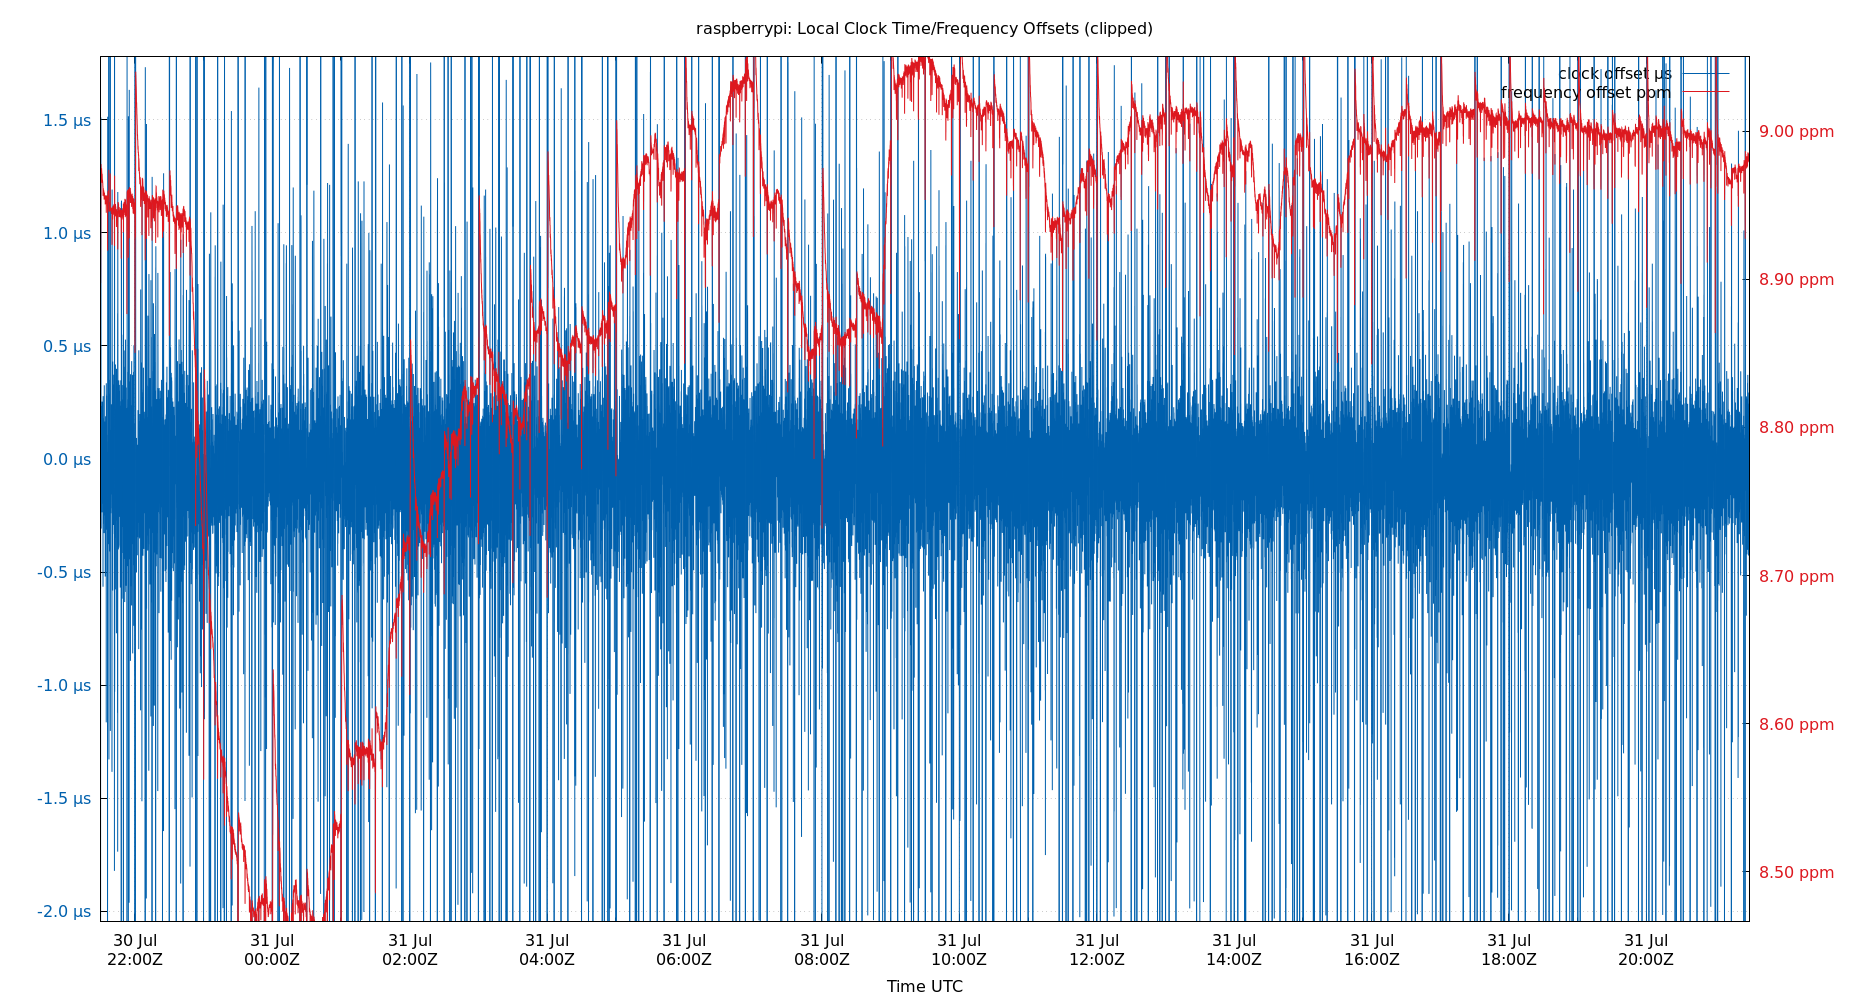 raspberrypi: Local Clock Time/Frequency Offsets (clipped)
clock offset µs
frequency offset ppm
1.5 µs
1.0 µs
0.5 µs
0.0 µs
-0.5 µs
-1.0 µs
-1.5 µs
-2.0 µs
9.00 ppm
8.90 ppm
8.80 ppm
8.70 ppm
8.60 ppm
8.50 ppm
30 Jul 31 Jul 31 Jul 31 Jul 31 Jul 31 Jul 31 Jul 31 Jul 31 Jul 31 Jul 31 Jul 31 Jul
22:00Z 00:00Z 02:00Z 04:00Z 06:00Z 08:00Z 10:00Z 12:00Z 14:00Z 16:00Z 18:00Z 20:00Z
Time UTC